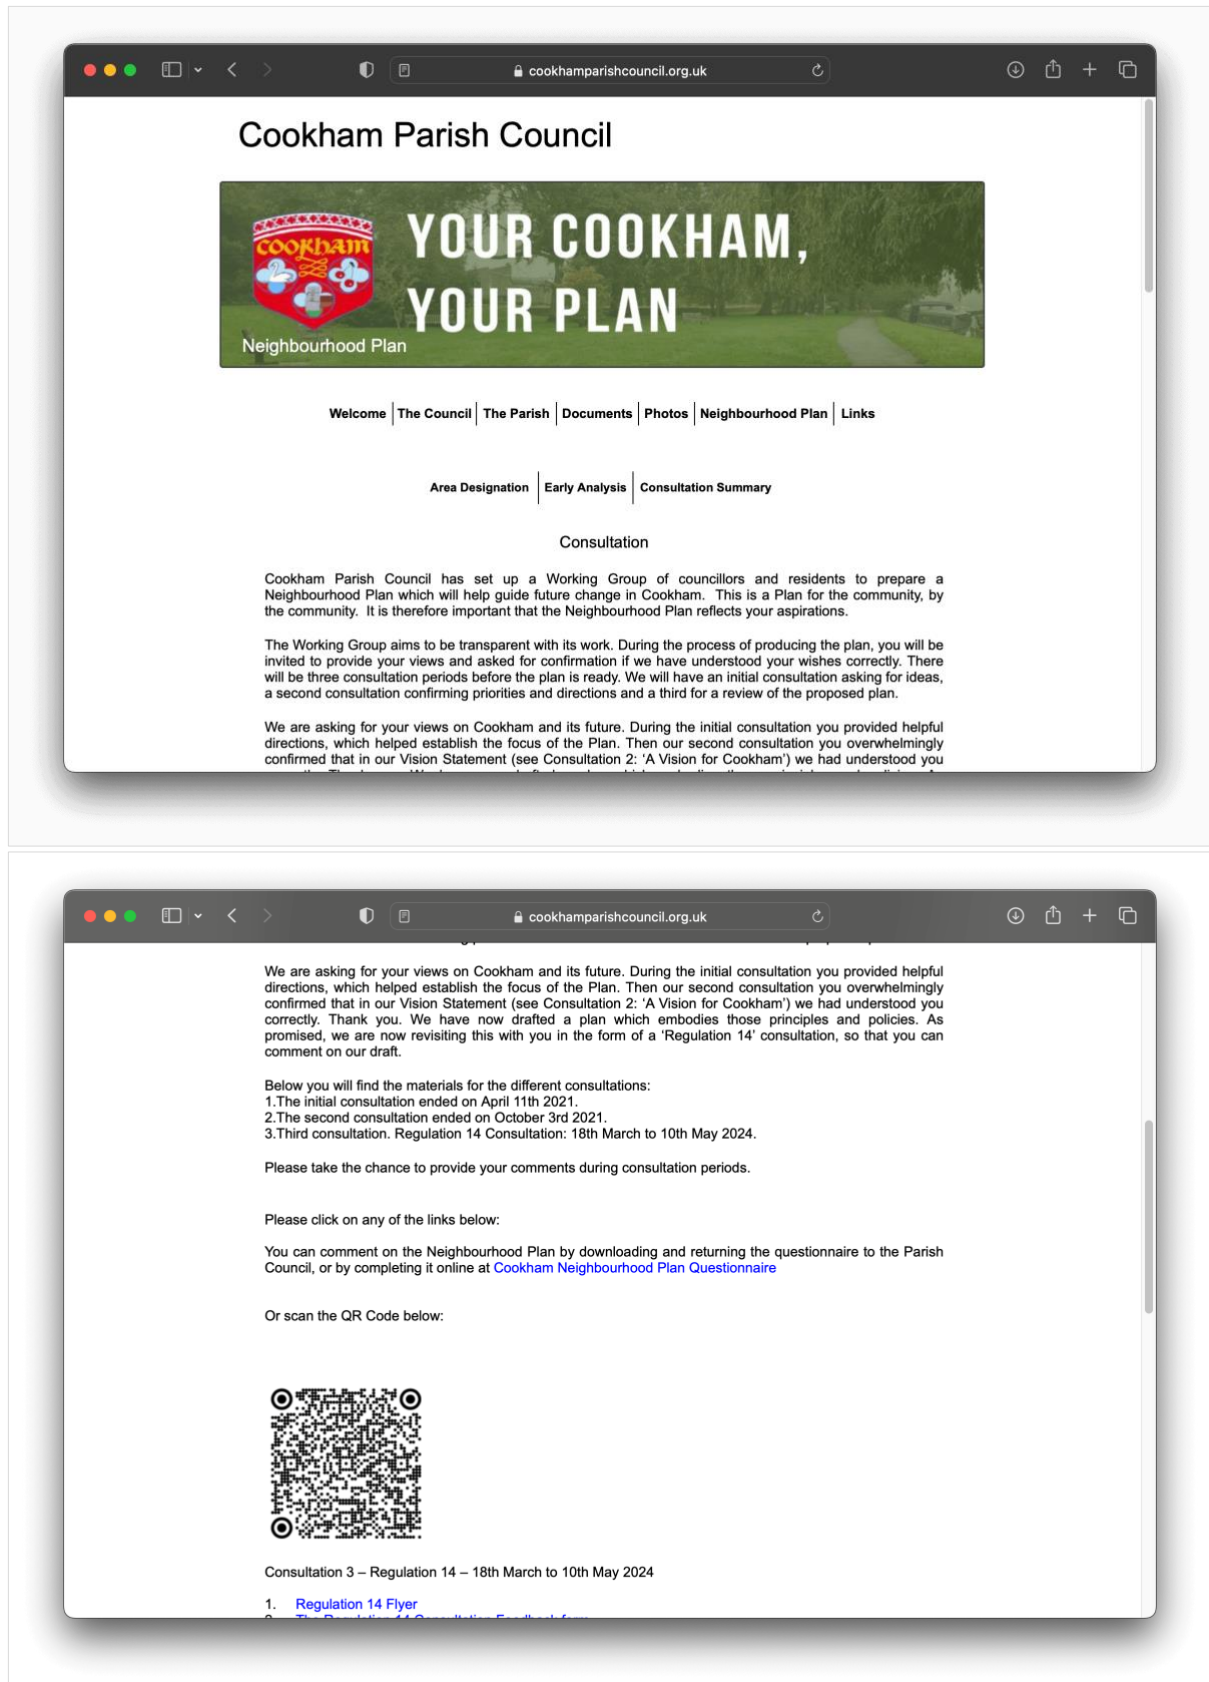 cookhamparishcouncil.org.uk
Cookham Parish Council
COOKHAM
YOUR COOKHAM,
YOUR PLAN
Neighbourhood Plan
Welcome The Council The Parish Documents Photos Neighbourhood Plan Links
Area Designation Early Analysis Consultation Summary
Consultation
Cookham Parish Council has set up a Working Group of councillors and residents to prepare a
Neighbourhood Plan which will help guide future change in Cookham. This is a Plan for the community, by
the community. It is therefore important that the Neighbourhood Plan reflects your aspirations.
The Working Group aims to be transparent with its work. During the process of producing the plan, you will be
invited to provide your views and asked for confirmation if we have understood your wishes correctly. There
will be three consultation periods before the plan is ready. We will have an initial consultation asking for ideas,
a second consultation confirming priorities and directions and a third for a review of the proposed plan.
We are asking for your views on Cookham and its future. During the initial consultation you provided helpful
directions, which helped establish the focus of the Plan. Then our second consultation you overwhelmingly
confirmed that in our Vision Statement (see Consultation 2: ‘A Vision for Cookham’) we had understood you
cookhamparishcouncil.org.uk
We are asking for your views on Cookham and its future. During the initial consultation you provided helpful
directions, which helped establish the focus of the Plan. Then our second consultation you overwhelmingly
confirmed that in our Vision Statement (see Consultation 2: ‘A Vision for Cookham’) we had understood you
correctly. Thank you. We have now drafted a plan which embodies those principles and policies. As
promised, we are now revisiting this with you in the form of a ‘Regulation 14’ consultation, so that you can
comment on our draft.
Below you will find the materials for the different consultations:
1.The initial consultation ended on April 11th 2021.
2.The second consultation ended on October 3rd 2021.
3.Third consultation. Regulation 14 Consultation: 18th March to 10th May 2024.
Please take the chance to provide your comments during consultation periods.
Please click on any of the links below:
You can comment on the Neighbourhood Plan by downloading and returning the questionnaire to the Parish
Council, or by completing it online at Cookham Neighbourhood Plan Questionnaire
Or scan the QR Code below:
Consultation 3 – Regulation 14 – 18th March to 10th May 2024
1. Regulation 14 Flyer
2. The Regulation 14 Consultation Feedback form